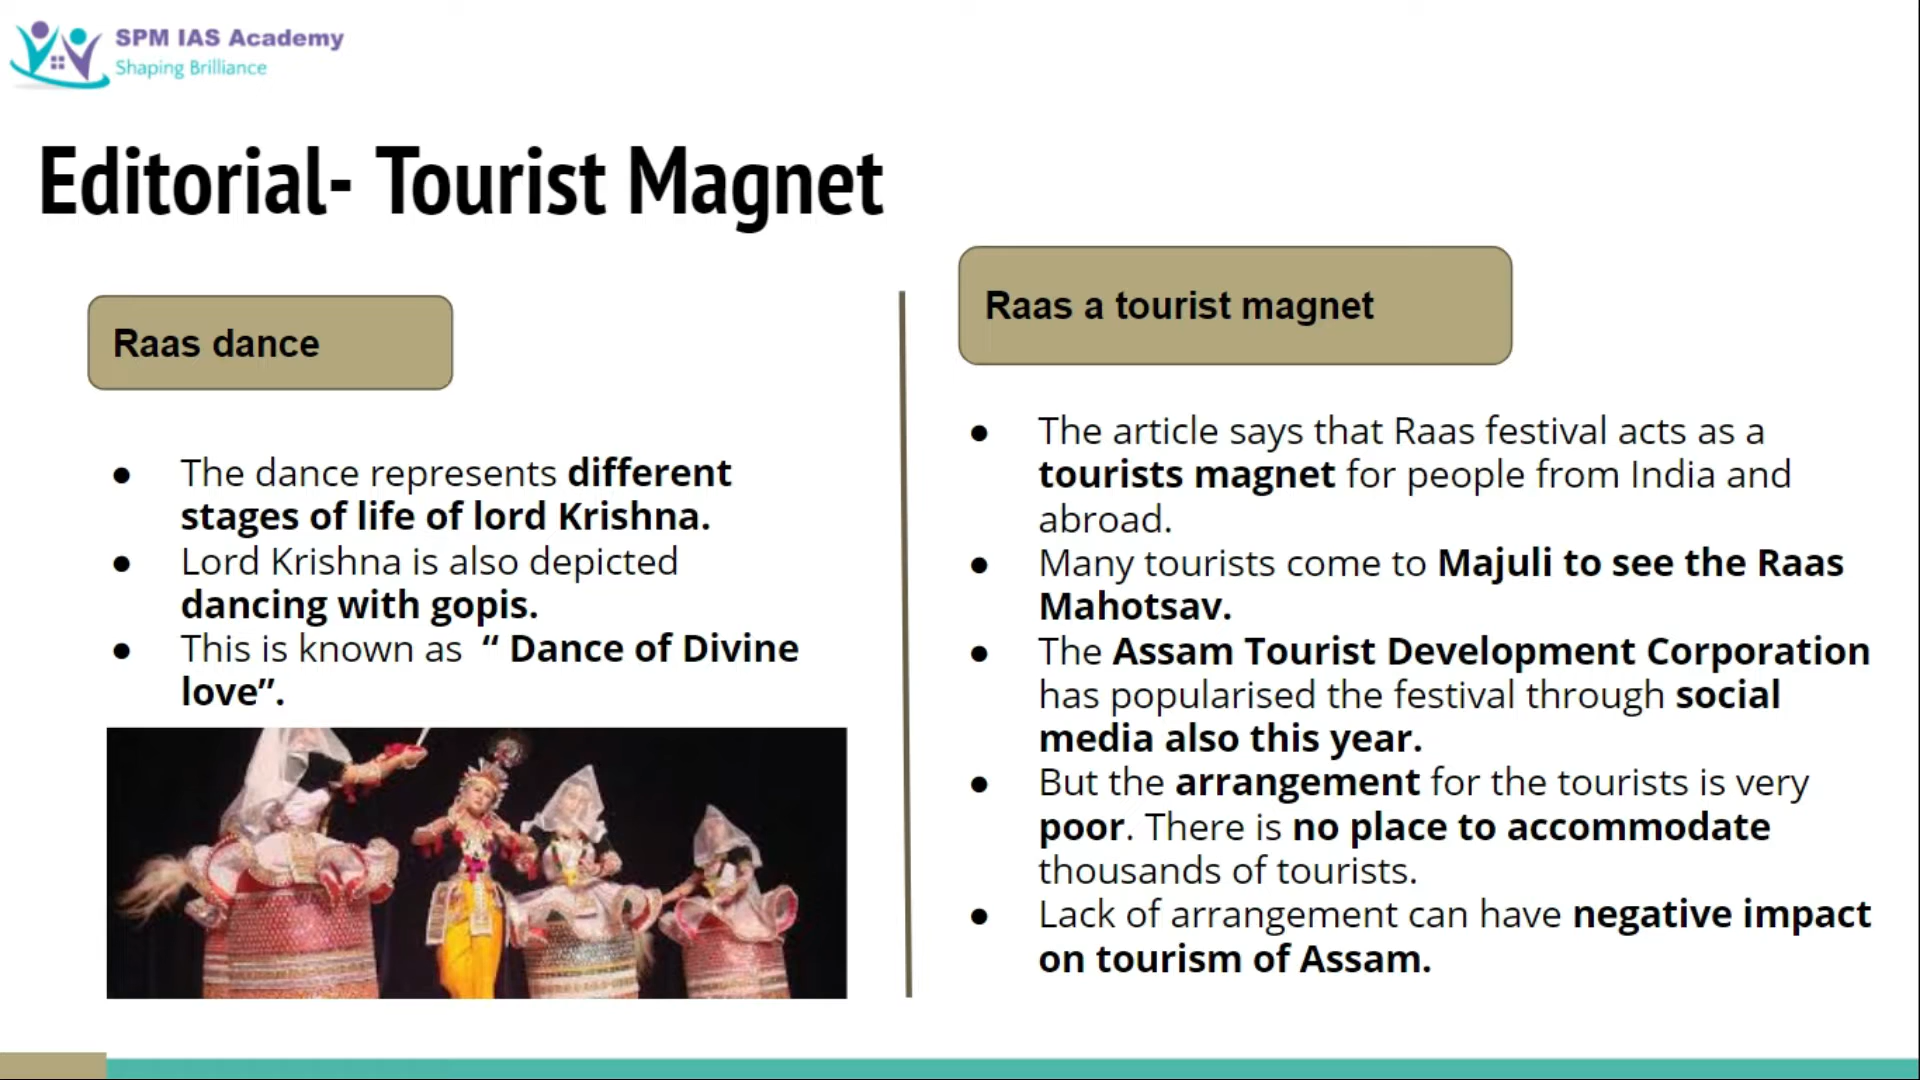 SPM IAS Academy
Shaping Brilliance
Editorial- Tourist Magnet
Raas dance
● The dance represents different
stages of life of lord Krishna.
● Lord Krishna is also depicted
dancing with gopis.
● This is known as “ Dance of Divine
love”.
Raas a tourist magnet
● The article says that Raas festival acts as a
tourists magnet for people from India and
abroad.
● Many tourists come to Majuli to see the Raas
Mahotsav.
● The Assam Tourist Development Corporation
has popularised the festival through social
media also this year.
● But the arrangement for the tourists is very
poor. There is no place to accommodate
thousands of tourists.
● Lack of arrangement can have negative impact
on tourism of Assam.